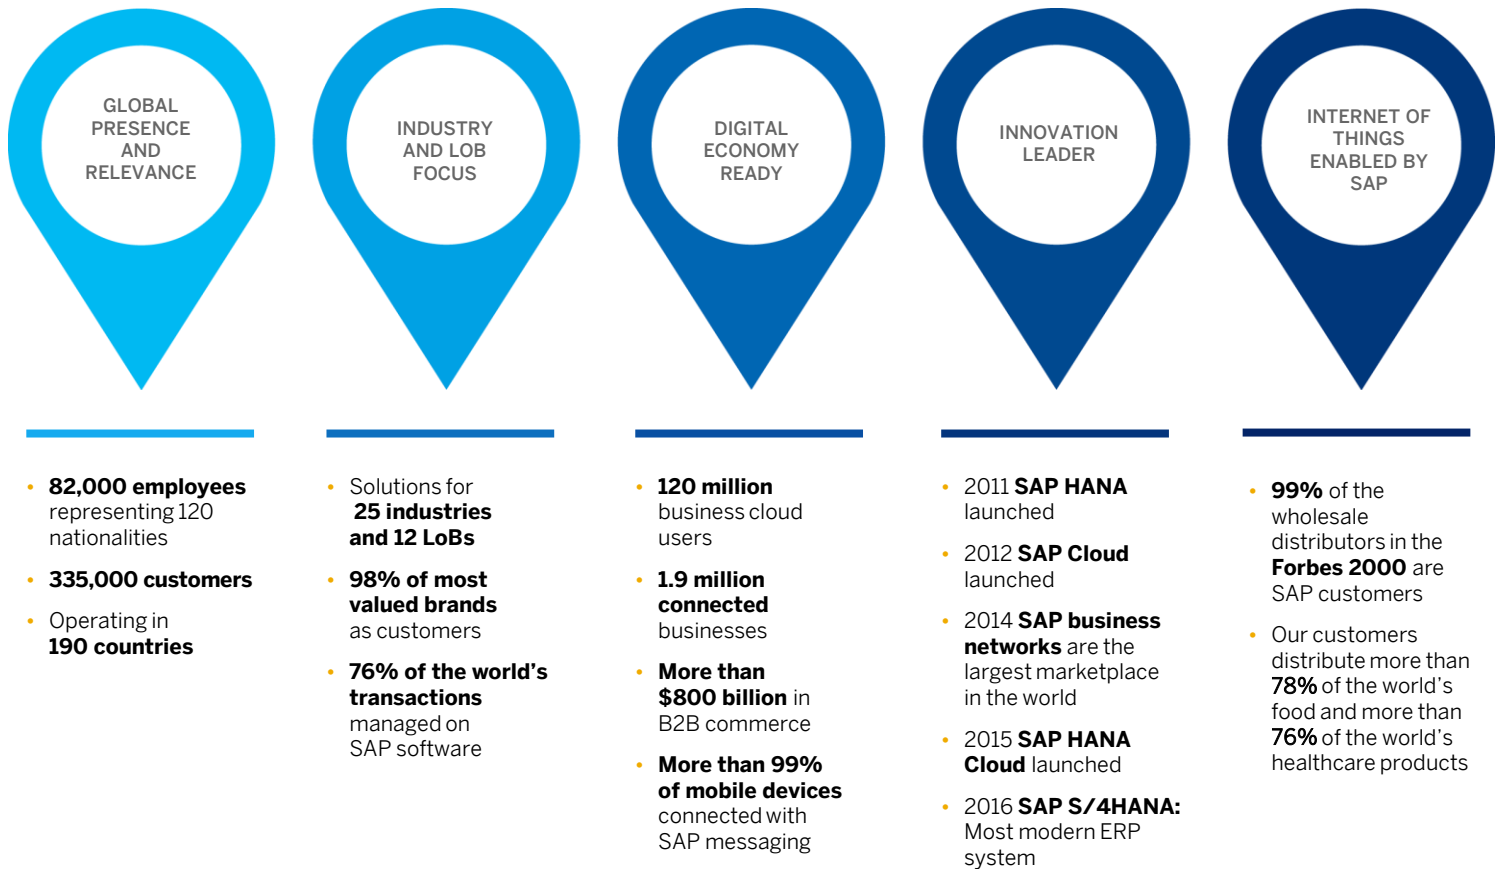 GLOBAL
PRESENCE
AND
RELEVANCE
INDUSTRY
AND LOB
FOCUS
DIGITAL
ECONOMY
READY
INNOVATION
LEADER
INTERNET OF
THINGS
ENABLED BY
SAP
• 82,000 employees
representing 120
nationalities
• 335,000 customers
• Operating in
190 countries
• Solutions for
25 industries
and 12 LoBs
• 98% of most
valued brands
as customers
• 76% of the world's
transactions
managed on
SAP software
• 120 million
business cloud
users
• 1.9 million
connected
businesses
• More than
$800 billion in
B2B commerce
• More than 99%
of mobile devices
connected with
SAP messaging
• 2011 SAP HANA
launched
• 2012 SAP Cloud
launched
• 2014 SAP business
networks are the
largest marketplace
in the world
• 2015 SAP HANA
Cloud launched
• 2016 SAP S/4HANA:
Most modern ERP
system
• 99% of the
wholesale
distributors in the
Forbes 2000 are
SAP customers
• Our customers
distribute more than
78% of the world's
food and more than
76% of the world's
healthcare products